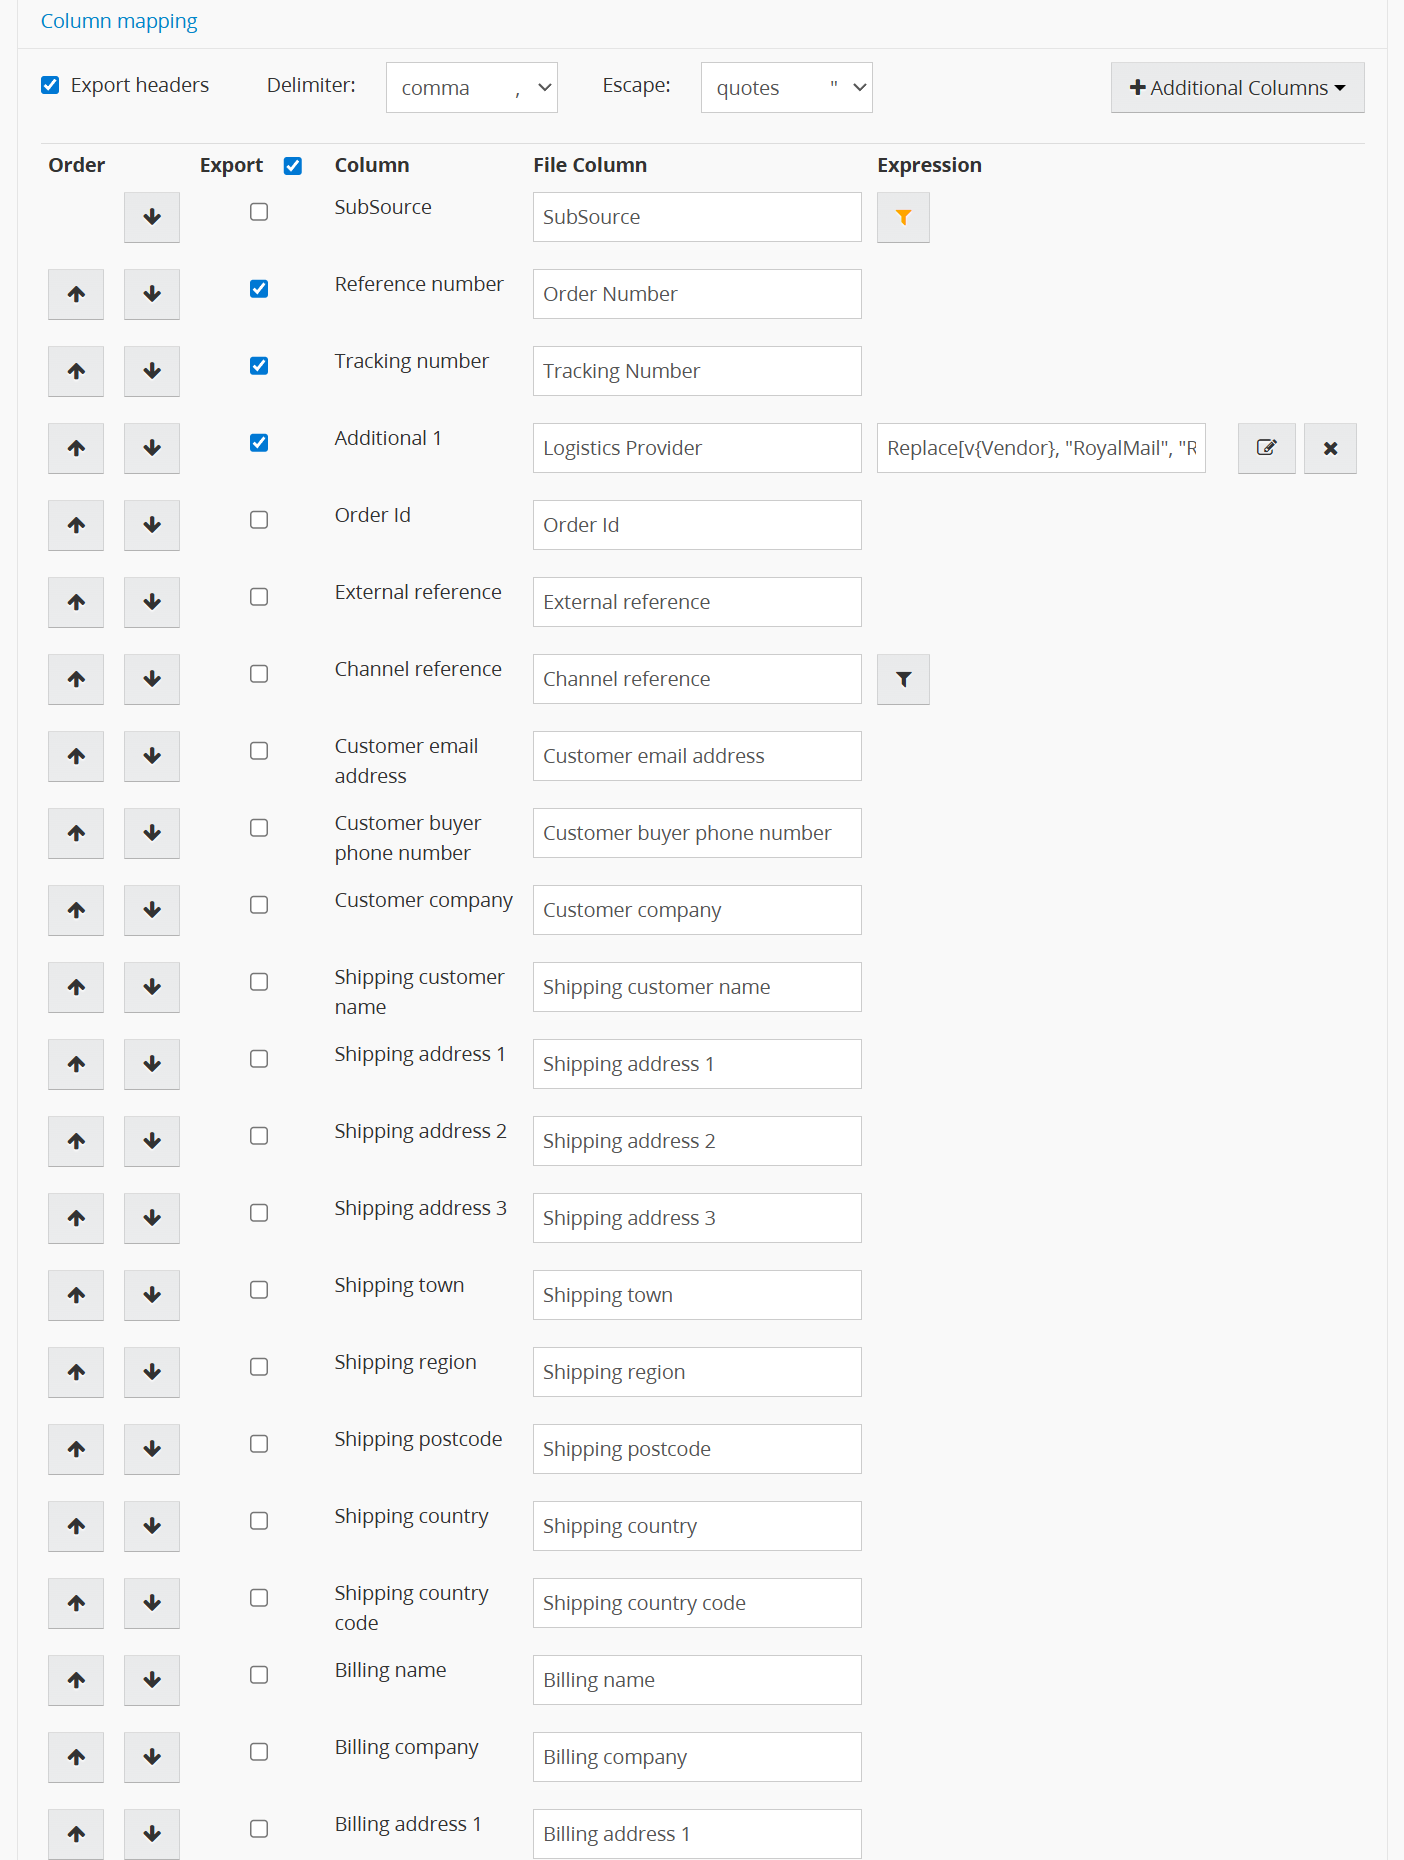 Column mapping
Export headers Delimiter: comma , Escape: quotes " Additional Columns
Order Export Column File Column Expression
SubSource SubSource
Reference number Order Number
Tracking number Tracking Number
Additional 1 Logistics Provider Replace[v{Vendor}, "RoyalMail", "R
Order Id Order Id
External reference External reference
Channel reference Channel reference
Customer email
address
Customer email address
Customer buyer
phone number
Customer buyer phone number
Customer company Customer company
Shipping customer
name
Shipping customer name
Shipping address 1 Shipping address 1
Shipping address 2 Shipping address 2
Shipping address 3 Shipping address 3
Shipping town Shipping town
Shipping region Shipping region
Shipping postcode Shipping postcode
Shipping country Shipping country
Shipping country
code
Shipping country code
Billing name Billing name
Billing company Billing company
Billing address 1 Billing address 1